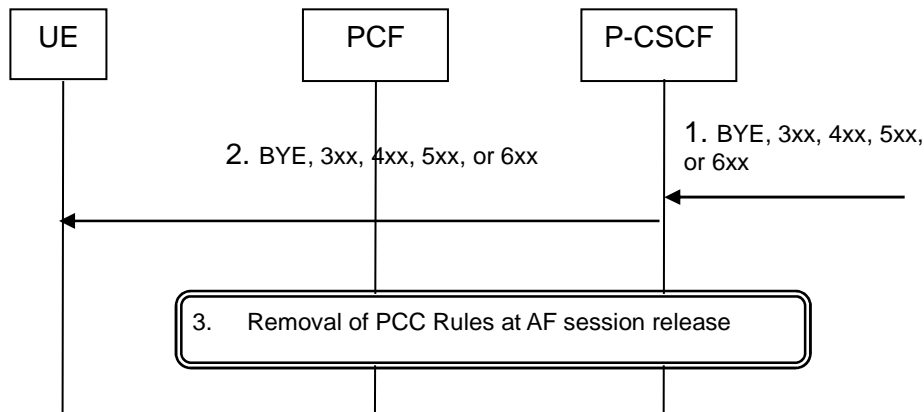 UE
PCF
P-CSCF
1. BYE, 3xx, 4xx, 5xx,
or 6xx
2. BYE, 3xx, 4xx, 5xx, or 6xx
3. Removal of PCC Rules at AF session release